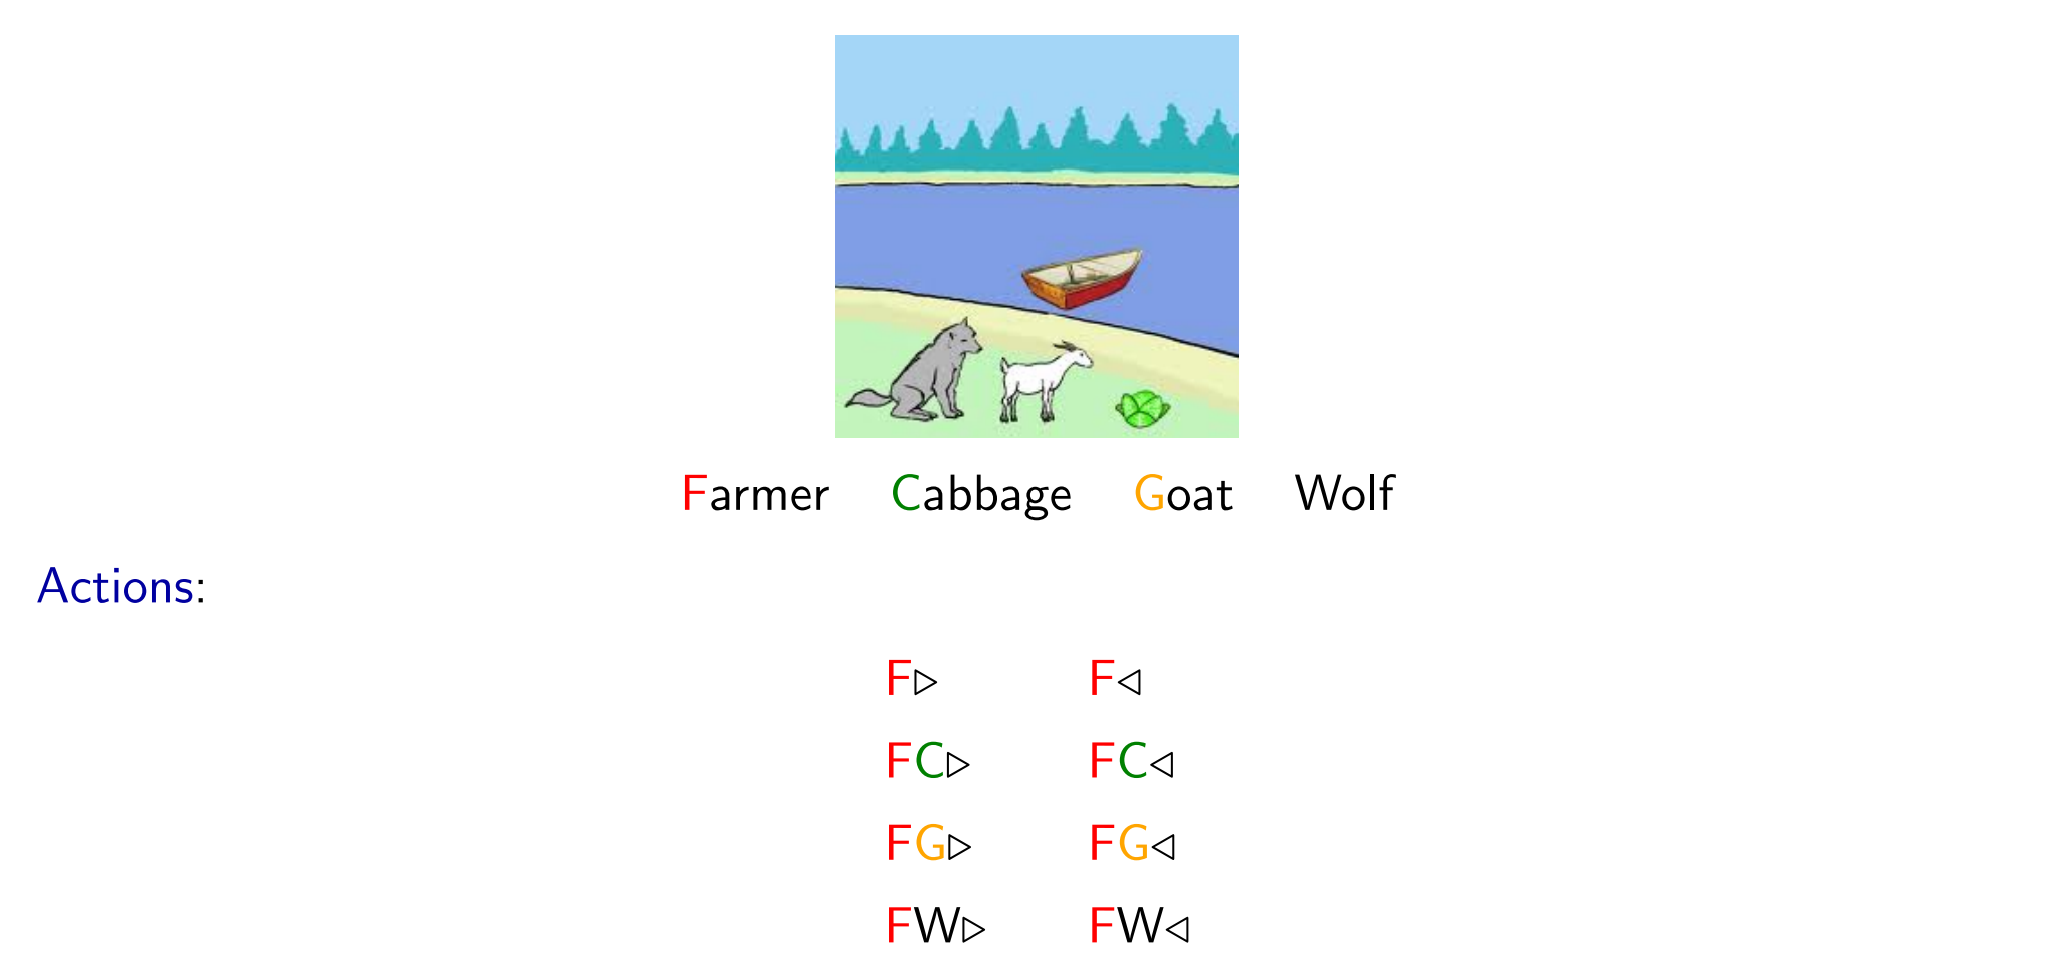 Farmer Cabbage Goat Wolf
Actions:
F▷ F◁
FC▷ FC◁
FG▷ FG◁
FW▷ FW◁